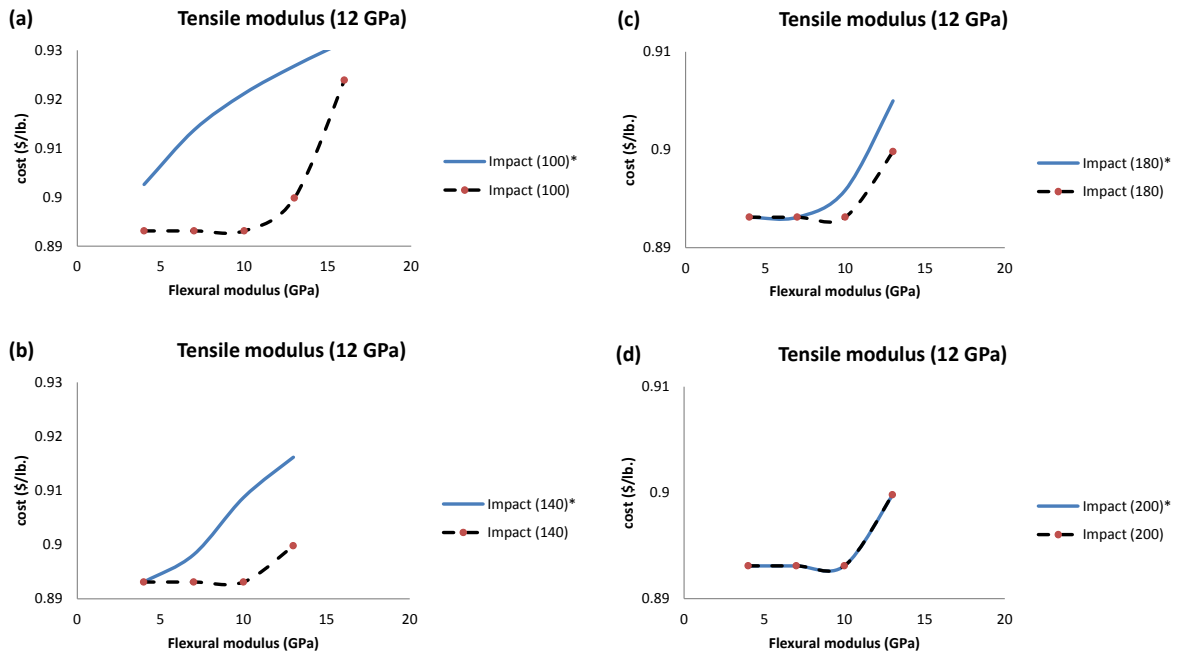 (a)
Tensile modulus (12 GPa)
0.93
0.92
0.91
0.9
0.89
cost ($/lb.)
0
5
10
15
20
Flexural modulus (GPa)
Impact (100)*
Impact (100)
(b)
Tensile modulus (12 GPa)
0.93
0.92
0.91
0.9
0.89
cost ($/lb.)
0
5
10
15
20
Flexural modulus (GPa)
Impact (140)*
Impact (140)
(c)
Tensile modulus (12 GPa)
0.91
0.9
0.89
cost ($/lb.)
0
5
10
15
20
Flexural modulus (GPa)
Impact (180)*
Impact (180)
(d)
Tensile modulus (12 GPa)
0.91
0.9
0.89
cost ($/lb.)
0
5
10
15
20
Flexural modulus (GPa)
Impact (200)*
Impact (200)